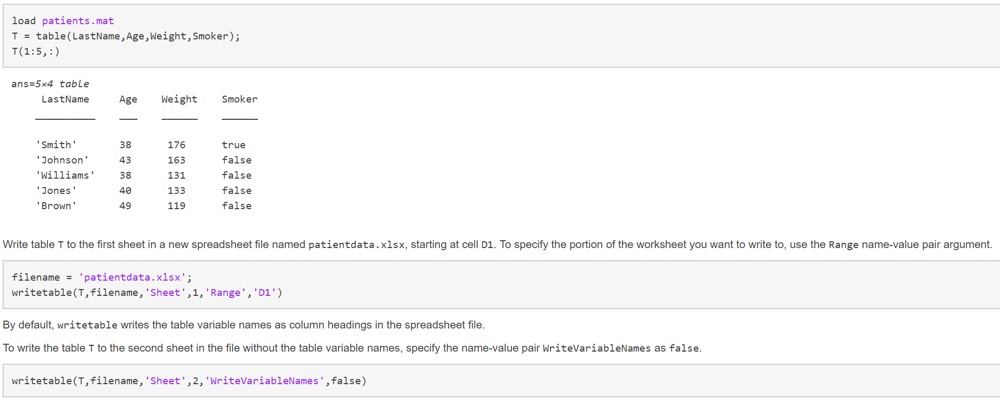 load patients.mat
T = table(LastName,Age,Weight,Smoker);
T(1:5,:)
ans=5×4 table
LastName Age Weight Smoker
__________ ___ ______ ______
'Smith' 38 176 true
'Johnson' 43 163 false
'Williams' 38 131 false
'Jones' 40 133 false
'Brown' 49 119 false
Write table T to the first sheet in a new spreadsheet file named patientdata.xlsx, starting at cell D1. To specify the portion of the worksheet you want to write to, use the Range name-value pair argument.
filename = 'patientdata.xlsx';
writetable(T,filename,'Sheet',1,'Range','D1')
By default, writetable writes the table variable names as column headings in the spreadsheet file.
To write the table T to the second sheet in the file without the table variable names, specify the name-value pair WriteVariableNames as false.
writetable(T,filename,'Sheet',2,'WriteVariableNames',false)